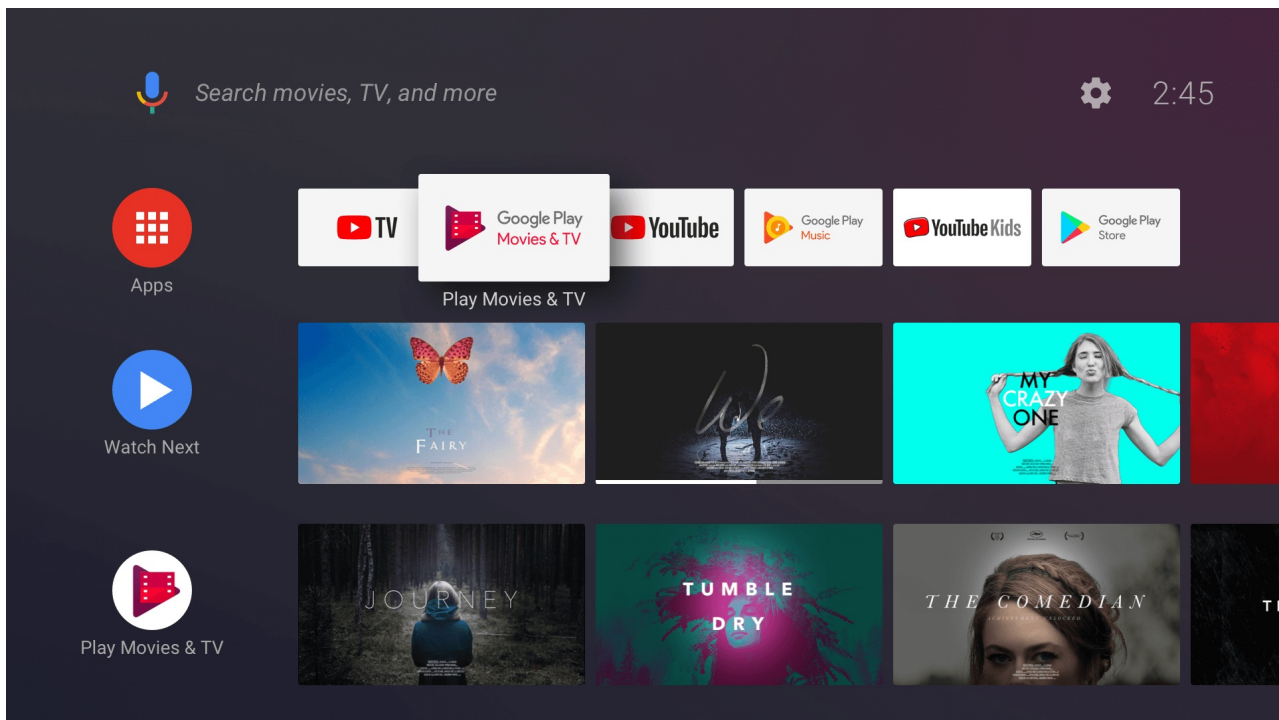 Search movies, TV, and more
2:45
TV
Google Play
Movies & TV
YouTube
Google Play
Music
YouTube Kids
Google Play
Store
Apps
Play Movies & TV
THE
FAIRY
We
MY
CRAZY
ONE
Watch Next
JOURNEY
TUMBLE
DRY
THE COMEDIAN
Play Movies & TV